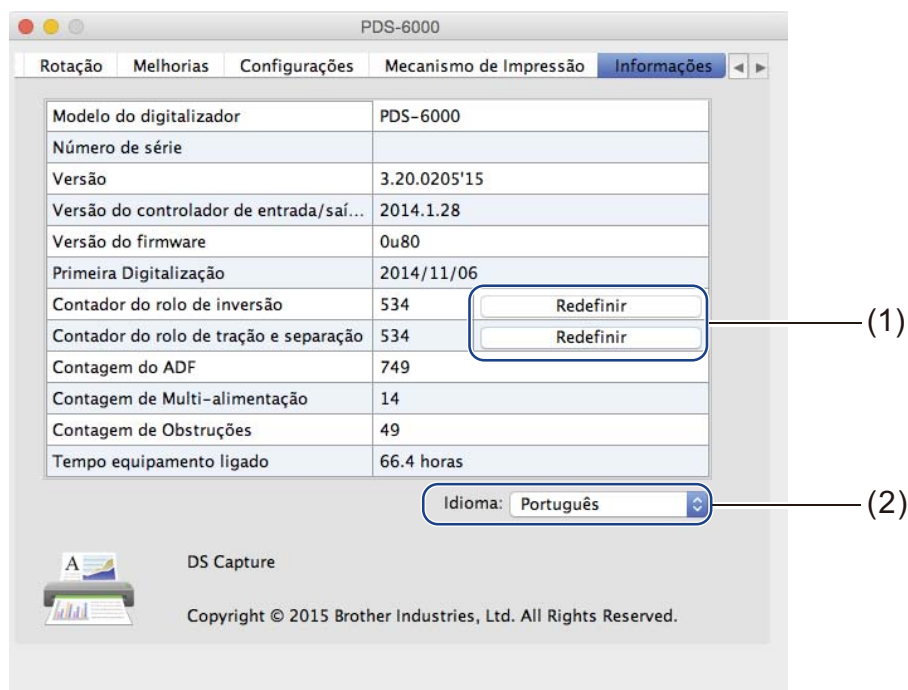 PDS-6000
Rotação Melhorias Configurações Mecanismo de Impressão Informações
Modelo do digitalizador PDS-6000
Número de série
Versão 3.20.0205'15
Versão do controlador de entrada/saí... 2014.1.28
Versão do firmware 0u80
Primeira Digitalização 2014/11/06
Contador do rolo de inversão 534 Redefinir
(1)
Contador do rolo de tração e separação 534 Redefinir
Contagem do ADF 749
Contagem de Multi-alimentação 14
Contagem de Obstruções 49
Tempo equipamento ligado 66.4 horas
Idioma: Português (2)
A
DS Capture
Copyright © 2015 Brother Industries, Ltd. All Rights Reserved.